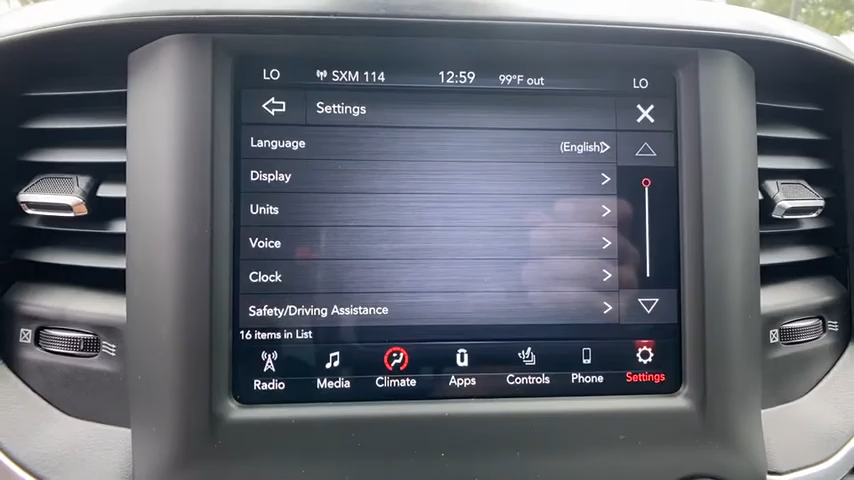 LO SXM 114 12:59 99°F out LO
Settings
Language (English)
Display
Units
Voice
Clock
Safety/Driving Assistance
16 items in List
Radio Media Climate Apps Controls Phone Settings